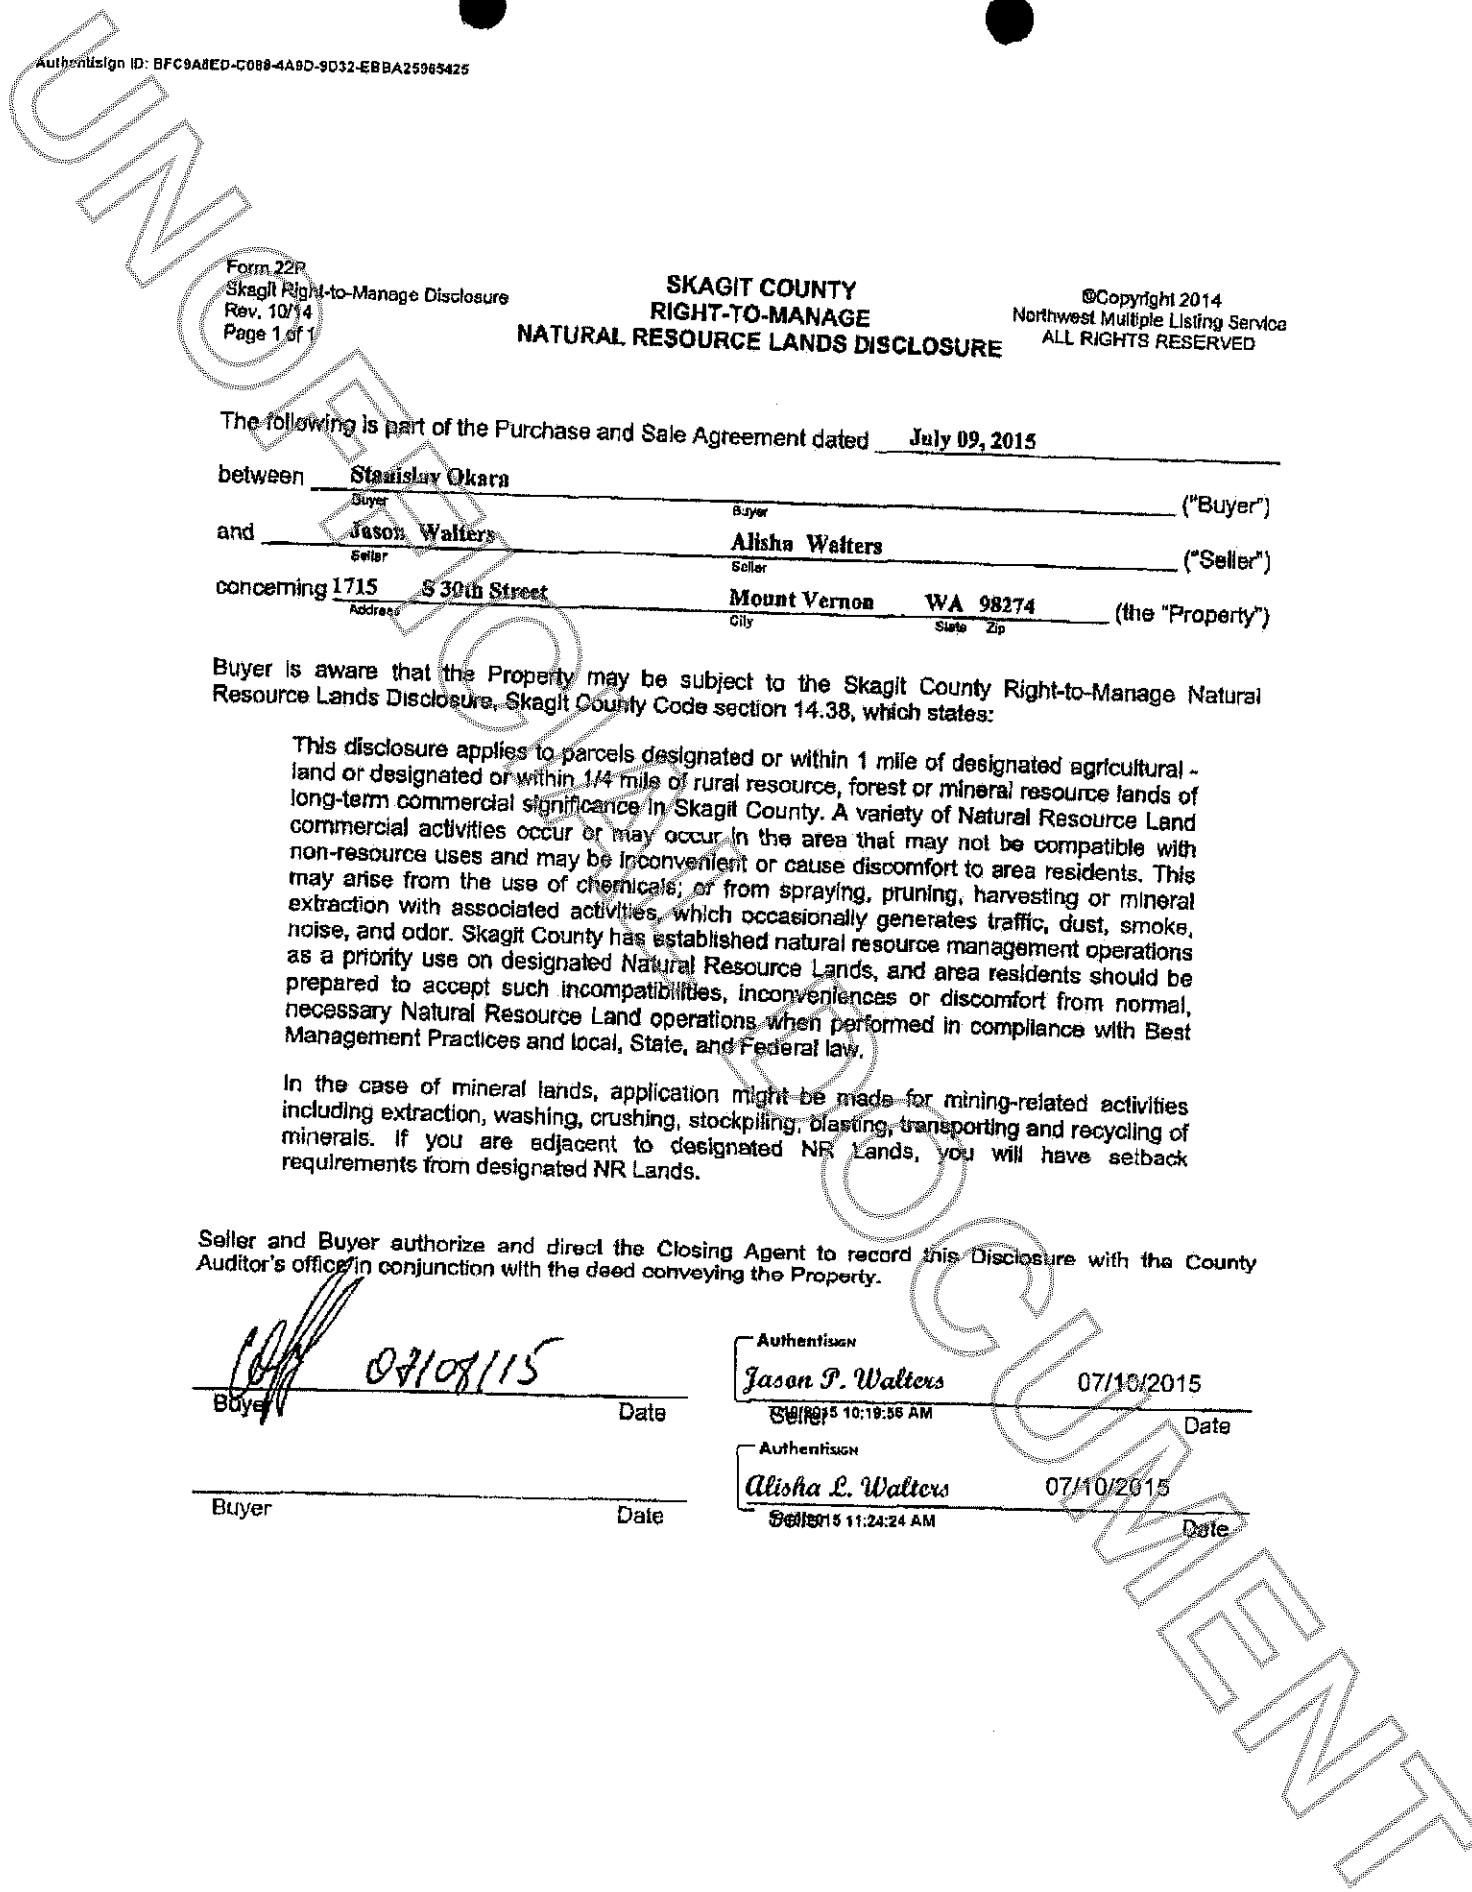 Authentisign ID: BFC9A8ED-C088-4A9D-9D32-EBBA25965425
Form 22P
Skagit Right-to-Manage Disclosure
Rev. 10/14
Page 1 of 1
SKAGIT COUNTY
RIGHT-TO-MANAGE
NATURAL RESOURCE LANDS DISCLOSURE
©Copyright 2014
Northwest Multiple Listing Service
ALL RIGHTS RESERVED
The following is part of the Purchase and Sale Agreement dated July 09, 2015
between Stanislav Okara ("Buyer")
Buyer Buyer
and Jason Walters Alisha Walters ("Seller")
Seller Seller
concerning 1715 S 30th Street Mount Vernon WA 98274 (the "Property")
Address City State Zip
Buyer is aware that the Property may be subject to the Skagit County Right-to-Manage Natural
Resource Lands Disclosure, Skagit County Code section 14.38, which states:
This disclosure applies to parcels designated or within 1 mile of designated agricultural -
land or designated or within 1/4 mile of rural resource, forest or mineral resource lands of
long-term commercial significance in Skagit County. A variety of Natural Resource Land
commercial activities occur or may occur in the area that may not be compatible with
non-resource uses and may be inconvenient or cause discomfort to area residents. This
may arise from the use of chemicals; or from spraying, pruning, harvesting or mineral
extraction with associated activities, which occasionally generates traffic, dust, smoke,
noise, and odor. Skagit County has established natural resource management operations
as a priority use on designated Natural Resource Lands, and area residents should be
prepared to accept such incompatibilities, inconveniences or discomfort from normal,
necessary Natural Resource Land operations when performed in compliance with Best
Management Practices and local, State, and Federal law.
In the case of mineral lands, application might be made for mining-related activities
including extraction, washing, crushing, stockpiling, blasting, transporting and recycling of
minerals. If you are adjacent to designated NR Lands, you will have setback
requirements from designated NR Lands.
Seller and Buyer authorize and direct the Closing Agent to record this Disclosure with the County
Auditor's office in conjunction with the deed conveying the Property.
07/08/15
Buyer Date
Authentisign
Jason P. Walters 07/10/2015
Seller 10:19:56 AM Date
Authentisign
Alisha L. Walters 07/10/2015
Seller 11:24:24 AM Date
Buyer Date
UNOFFICIAL DOCUMENT